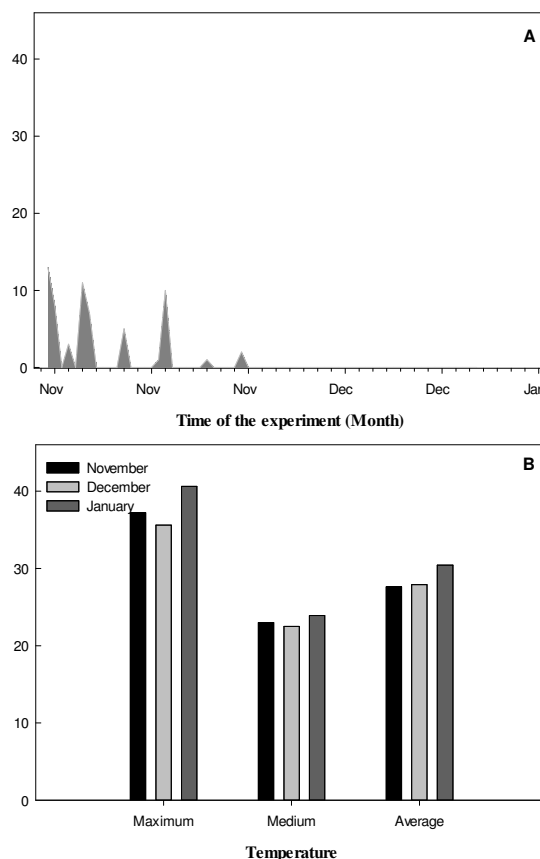 A
40
30
20
10
0
Nov Nov Nov Dec Dec Jan
Time of the experiment (Month)
B
November
December
January
40
30
20
10
0
Maximum Medium Average
Temperature